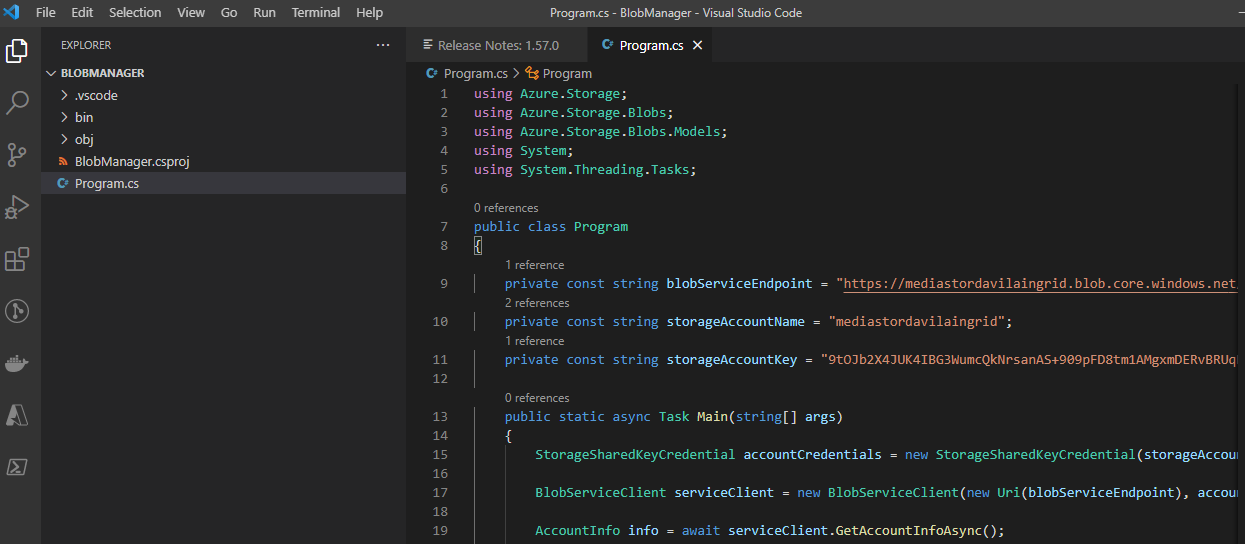 File Edit Selection View Go Run Terminal Help Program.cs - BlobManager - Visual Studio Code
EXPLORER ...
BLOBMANAGER
.vscode
bin
obj
BlobManager.csproj
Program.cs
Release Notes: 1.57.0 Program.cs
Program.cs > Program
1 using Azure.Storage;
2 using Azure.Storage.Blobs;
3 using Azure.Storage.Blobs.Models;
4 using System;
5 using System.Threading.Tasks;
6
0 references
7 public class Program
8 {
1 reference
9 private const string blobServiceEndpoint = "https://mediastordavilaingrid.blob.core.windows.net
2 references
10 private const string storageAccountName = "mediastordavilaingrid";
1 reference
11 private const string storageAccountKey = "9tOJb2X4JUK4IBG3WumcQkNrsanAS+909pFD8tm1AMgxmDERvBRUq
12
0 references
13 public static async Task Main(string[] args)
14 {
15 StorageSharedKeyCredential accountCredentials = new StorageSharedKeyCredential(storageAccou
16
17 BlobServiceClient serviceClient = new BlobServiceClient(new Uri(blobServiceEndpoint), accou
18
19 AccountInfo info = await serviceClient.GetAccountInfoAsync();